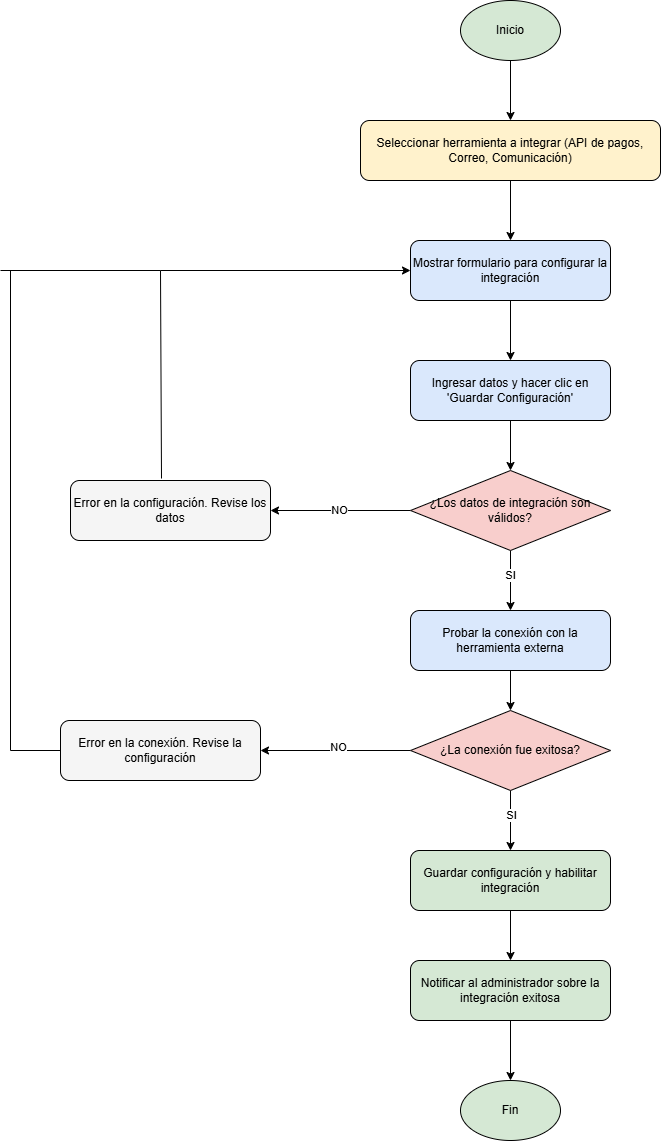 Inicio
Seleccionar herramienta a integrar (API de pagos,
Correo, Comunicación)
Mostrar formulario para configurar la
integración
Ingresar datos y hacer clic en
'Guardar Configuración'
¿Los datos de integración son
válidos?
NO
Error en la configuración. Revise los
datos
SI
Probar la conexión con la
herramienta externa
¿La conexión fue exitosa?
NO
Error en la conexión. Revise la
configuración
SI
Guardar configuración y habilitar
integración
Notificar al administrador sobre la
integración exitosa
Fin